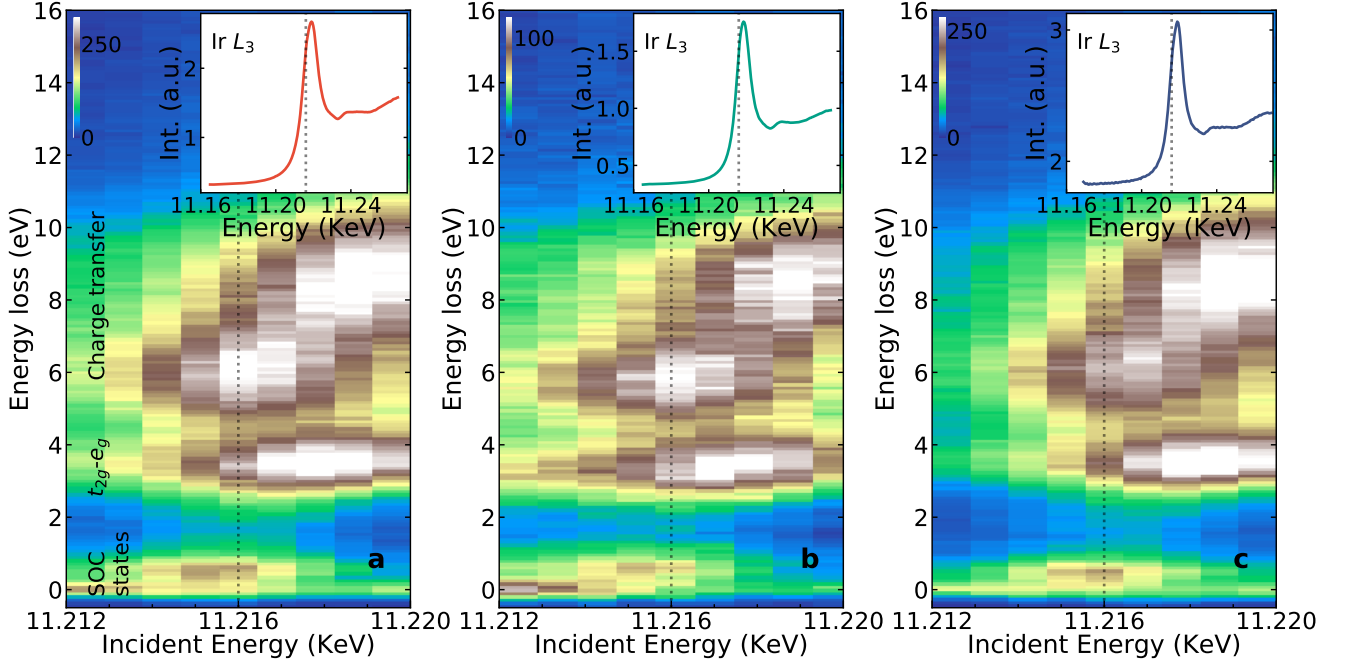 16
14
12
10
8
6
4
2
0
Energy loss (eV)
250
0
Ir L3
2
1
Int. (a.u.)
11.16 11.20 11.24
Energy (KeV)
Charge transfer
t2g-eg
SOC
states
a
11.212 11.216 11.220
Incident Energy (KeV)
16
14
12
10
8
6
4
2
0
Energy loss (eV)
100
0
Ir L3
1.5
1.0
0.5
Int. (a.u.)
11.16 11.20 11.24
Energy (KeV)
b
11.212 11.216 11.220
Incident Energy (KeV)
16
14
12
10
8
6
4
2
0
Energy loss (eV)
250
0
Ir L3
3
2
Int. (a.u.)
11.16 11.20 11.24
Energy (KeV)
c
11.212 11.216 11.220
Incident Energy (KeV)